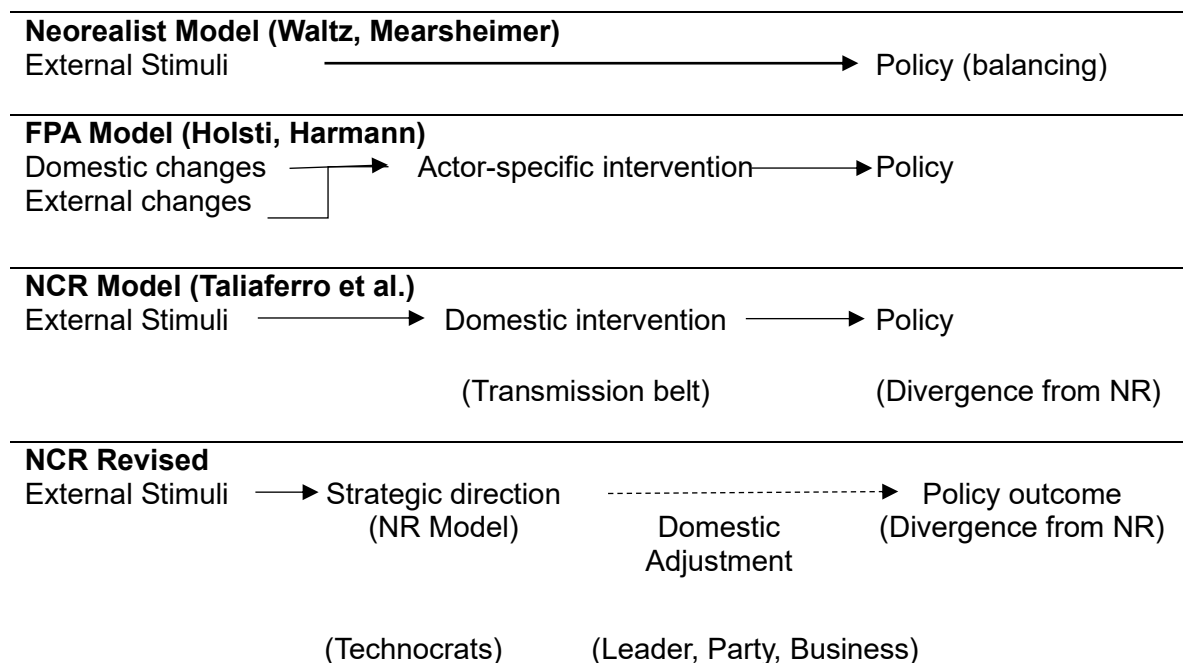 Neorealist Model (Waltz, Mearsheimer)
External Stimuli Policy (balancing)
FPA Model (Holsti, Harmann)
Domestic changes Actor-specific intervention Policy
External changes
NCR Model (Taliaferro et al.)
External Stimuli Domestic intervention Policy
(Transmission belt) (Divergence from NR)
NCR Revised
External Stimuli Strategic direction Policy outcome
(NR Model) Domestic (Divergence from NR)
Adjustment
(Technocrats) (Leader, Party, Business)